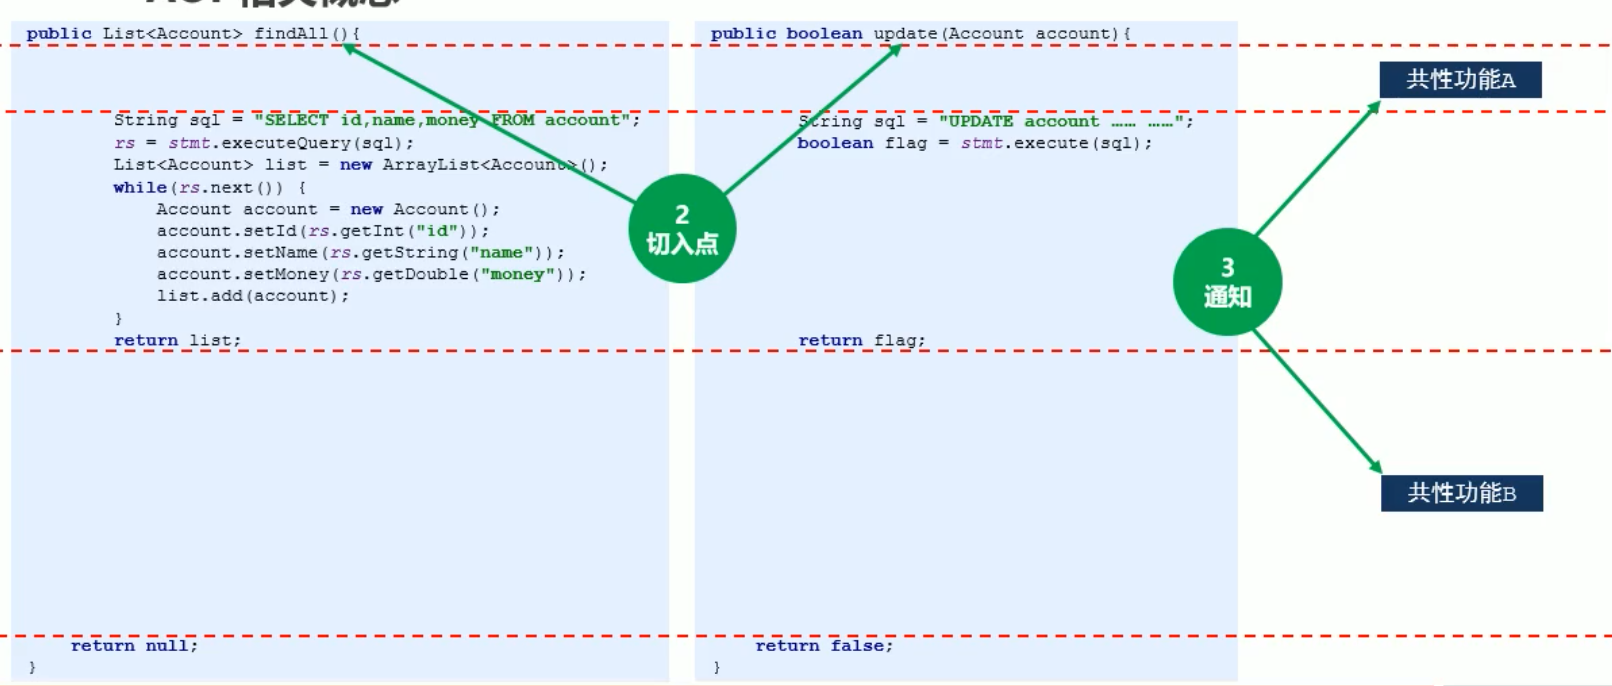 public List<Account> findAll(){
String sql = "SELECT id,name,money FROM account";
rs = stmt.executeQuery(sql);
List<Account> list = new ArrayList<Account>();
while(rs.next()) {
Account account = new Account();
account.setId(rs.getInt("id"));
account.setName(rs.getString("name"));
account.setMoney(rs.getDouble("money"));
list.add(account);
}
return list;
return null;
}
2
切入点
public boolean update(Account account){
String sql = "UPDATE account …… ……";
boolean flag = stmt.execute(sql);
return flag;
return false;
}
3
通知
共性功能A
共性功能B